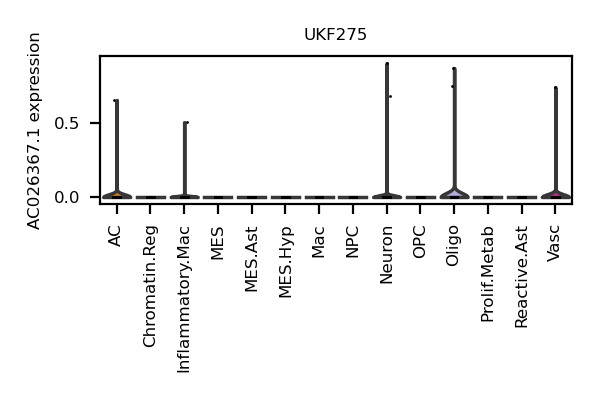 UKF275
AC026367.1 expression
0.5
0.0
AC
Chromatin.Reg
Inflammatory.Mac
MES
MES.Ast
MES.Hyp
Mac
NPC
Neuron
OPC
Oligo
Prolif.Metab
Reactive.Ast
Vasc